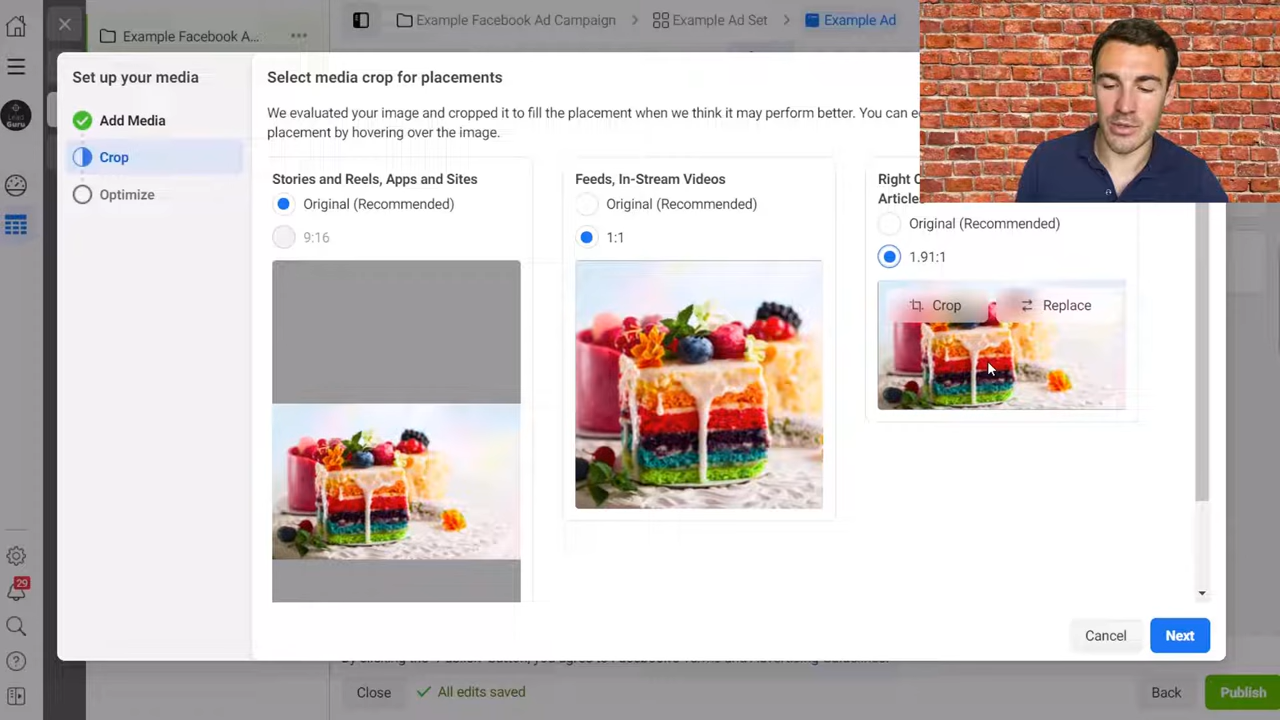 Example Facebook A...
Example Facebook Ad Campaign
Example Ad Set
Example Ad
Set up your media
Add Media
Crop
Optimize
Select media crop for placements
We evaluated your image and cropped it to fill the placement when we think it may perform better. You can e
placement by hovering over the image.
Stories and Reels, Apps and Sites
Original (Recommended)
9:16
Feeds, In-Stream Videos
Original (Recommended)
1:1
Right C
Articles
Original (Recommended)
1.91:1
Crop
Replace
Cancel
Next
Lead
Guru
29
Close
All edits saved
Back
Publish